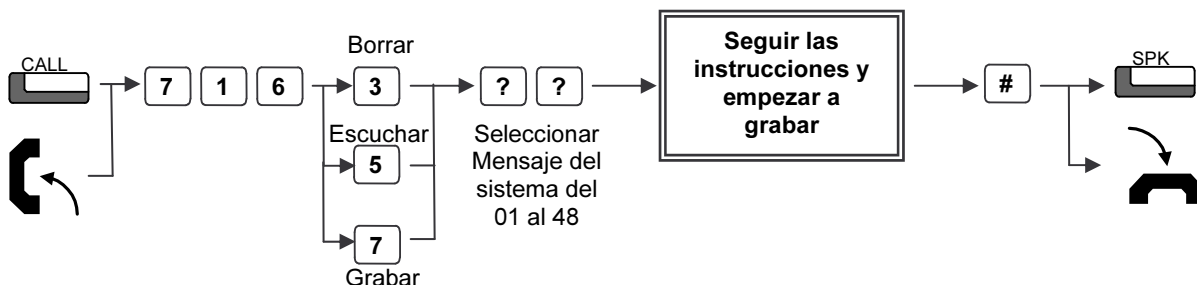 CALL
7 1 6
Borrar
3
Escuchar
5
7
Grabar
? ?
Seleccionar
Mensaje del
sistema del
01 al 48
Seguir las
instrucciones y
empezar a
grabar
#
SPK